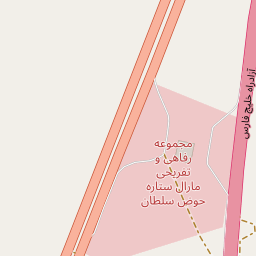 آزادراه خلیج فارس
مجموعه
رفاهی و
تفریحی
مارال ستاره
حوض سلطان